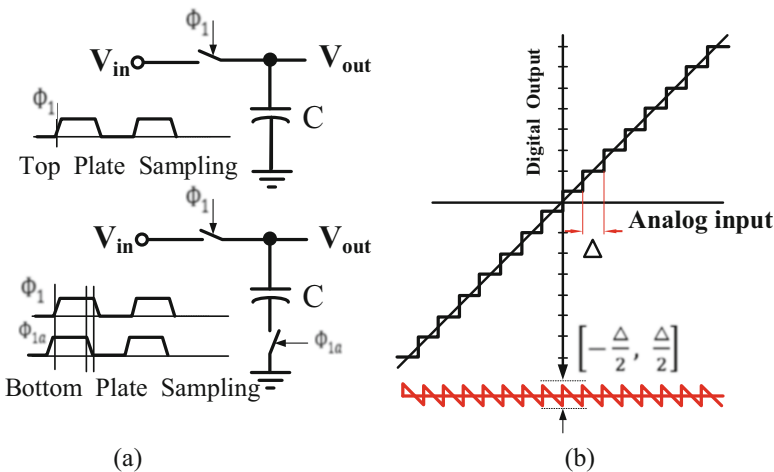 Φ1
Vin
Vout
C
Φ1
Top Plate Sampling
Φ1
Vin
Vout
C
Φ1
Φ1a
Φ1a
Bottom Plate Sampling
(a)
Digital Output
Analog input
Δ
[-Δ/2, Δ/2]
(b)